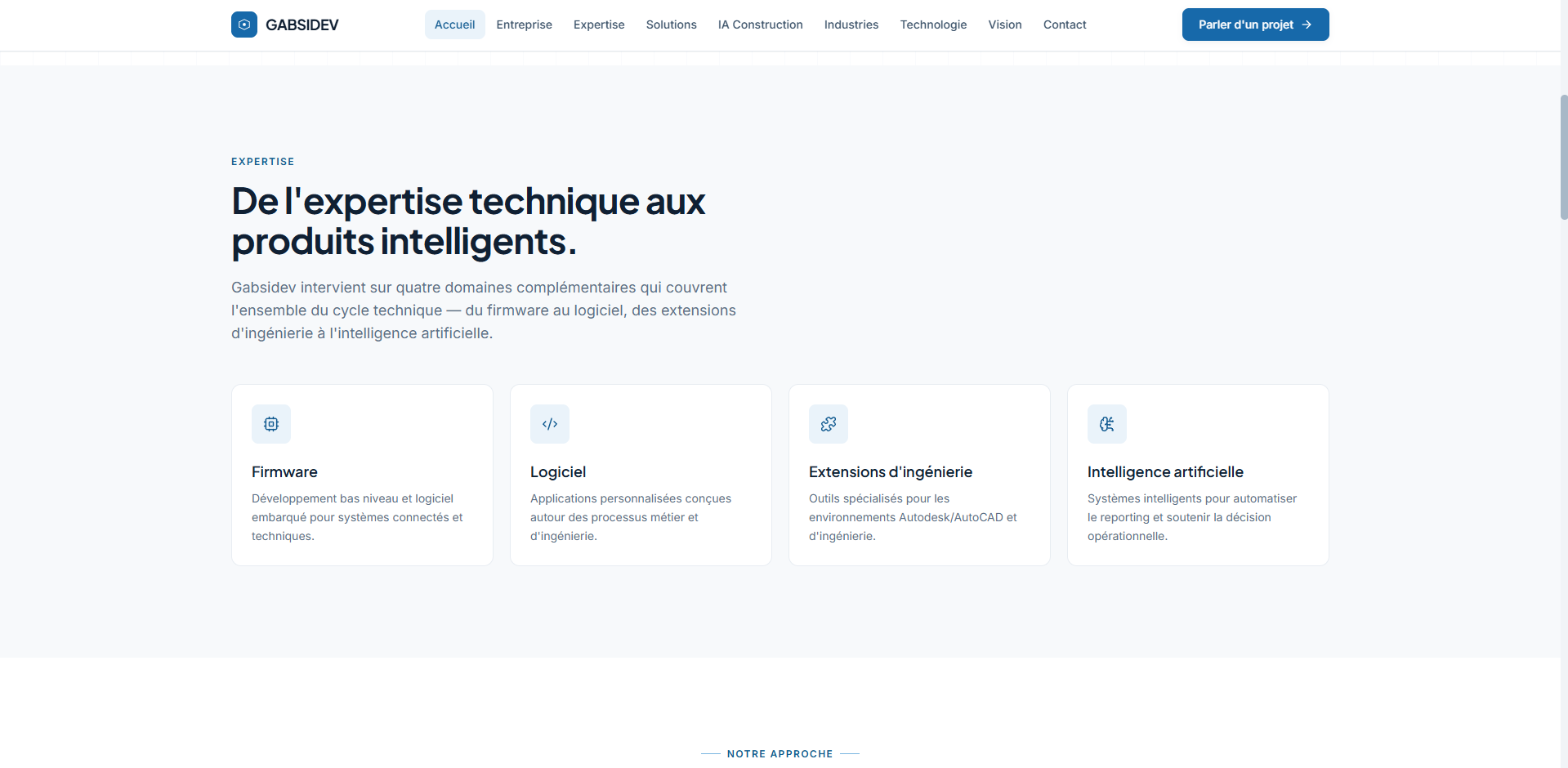 GABSIDEV
Accueil
Entreprise
Expertise
Solutions
IA Construction
Industries
Technologie
Vision
Contact
Parler d'un projet
EXPERTISE
De l'expertise technique aux
produits intelligents.
Gabsidev intervient sur quatre domaines complémentaires qui couvrent
l'ensemble du cycle technique — du firmware au logiciel, des extensions
d'ingénierie à l'intelligence artificielle.
Firmware
Développement bas niveau et logiciel
embarqué pour systèmes connectés et
techniques.
Logiciel
Applications personnalisées conçues
autour des processus métier et
d'ingénierie.
Extensions d'ingénierie
Outils spécialisés pour les
environnements Autodesk/AutoCAD et
d'ingénierie.
Intelligence artificielle
Systèmes intelligents pour automatiser
le reporting et soutenir la décision
opérationnelle.
NOTRE APPROCHE